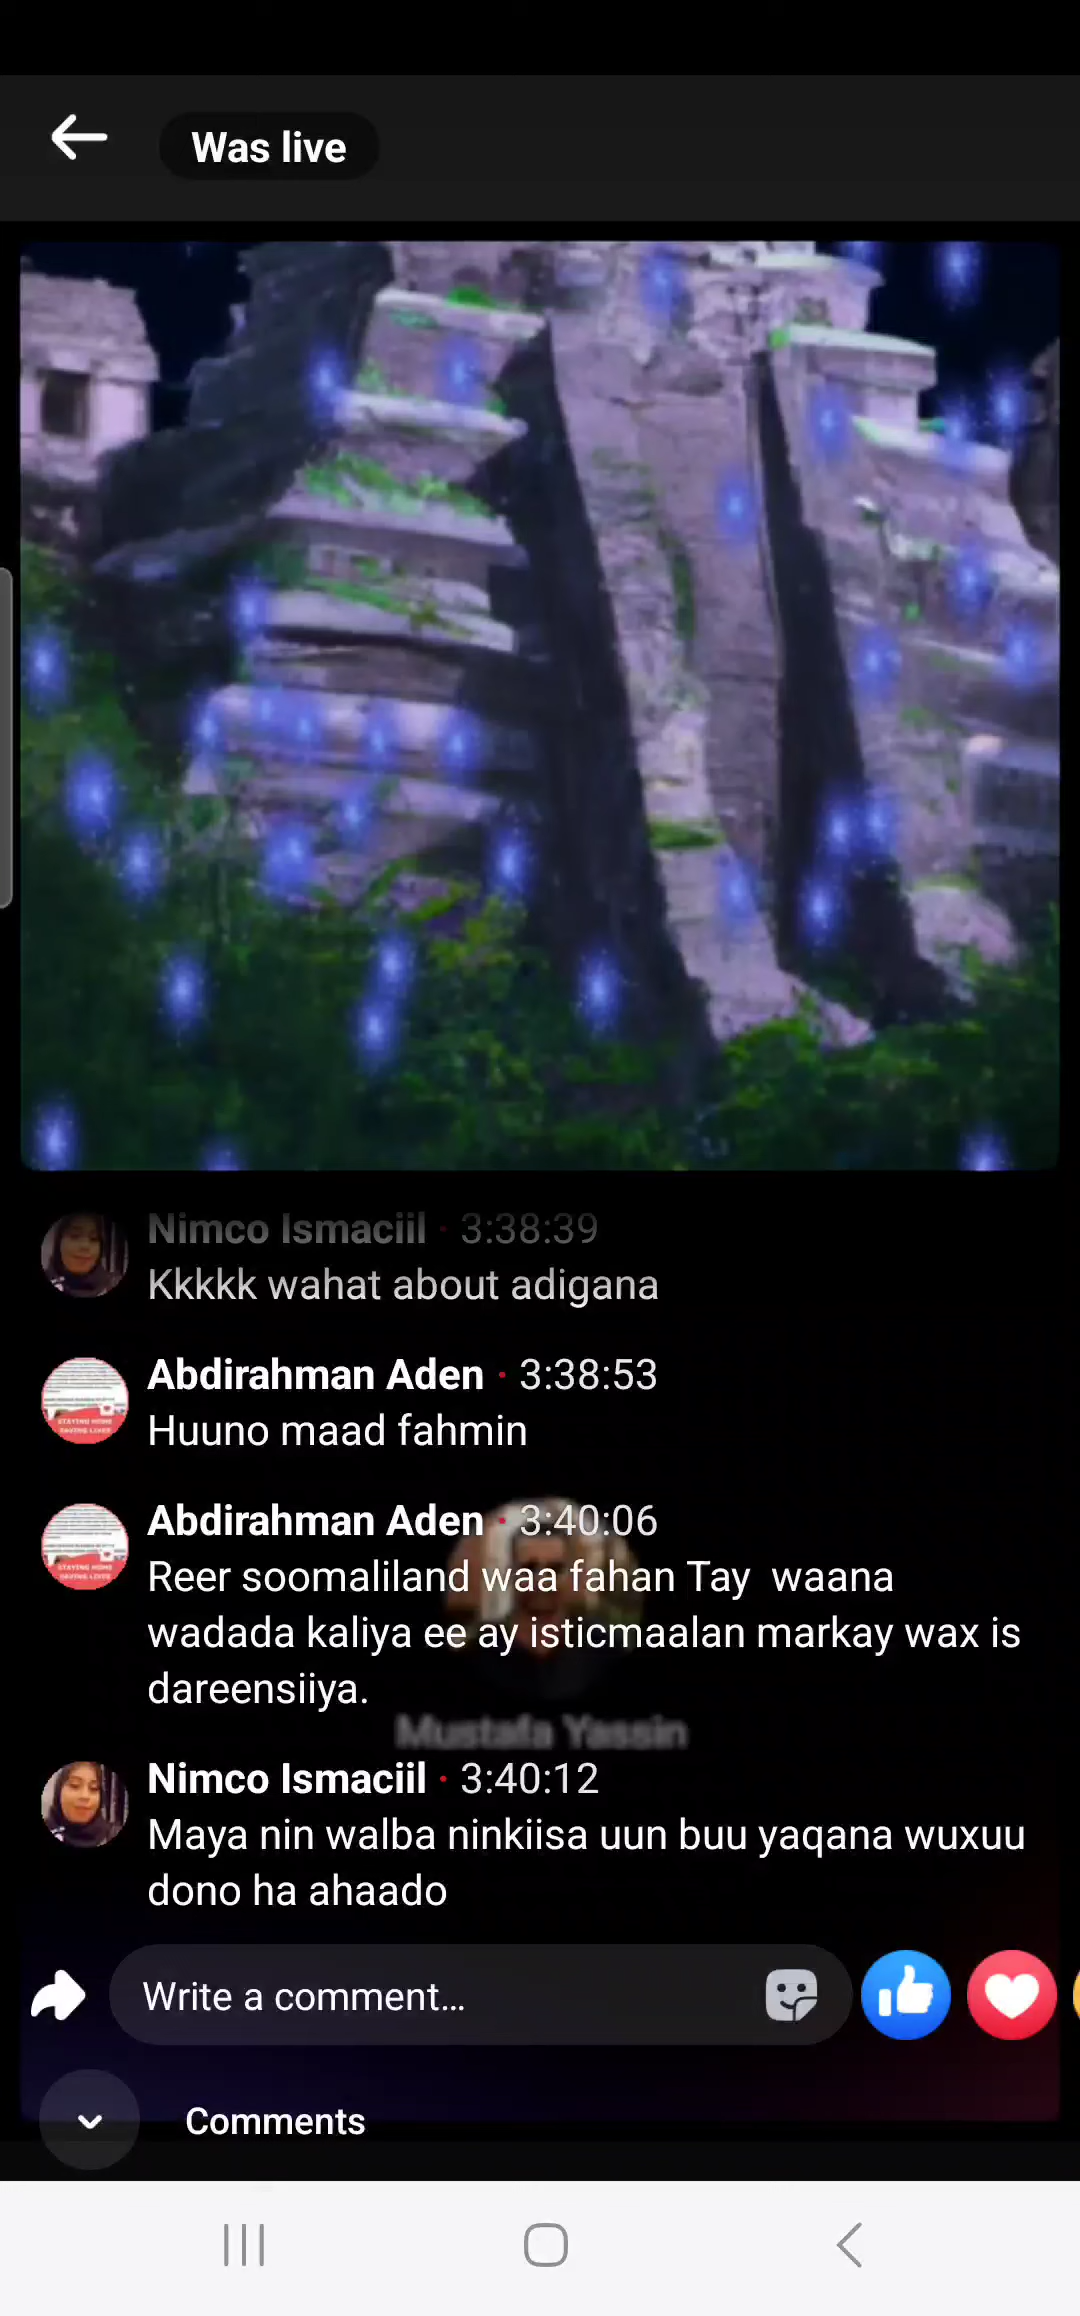 Was live
Nimco Ismaciil · 3:38:39
Kkkkk wahat about adigana
Abdirahman Aden · 3:38:53
Huuno maad fahmin
Abdirahman Aden · 3:40:06
Reer soomaliland waa fahan Tay waana
wadada kaliya ee ay isticmaalan markay wax is
dareensiiya.
Mustafa Yassin
Nimco Ismaciil · 3:40:12
Maya nin walba ninkiisa uun buu yaqana wuxuu
dono ha ahaado
Write a comment...
Comments